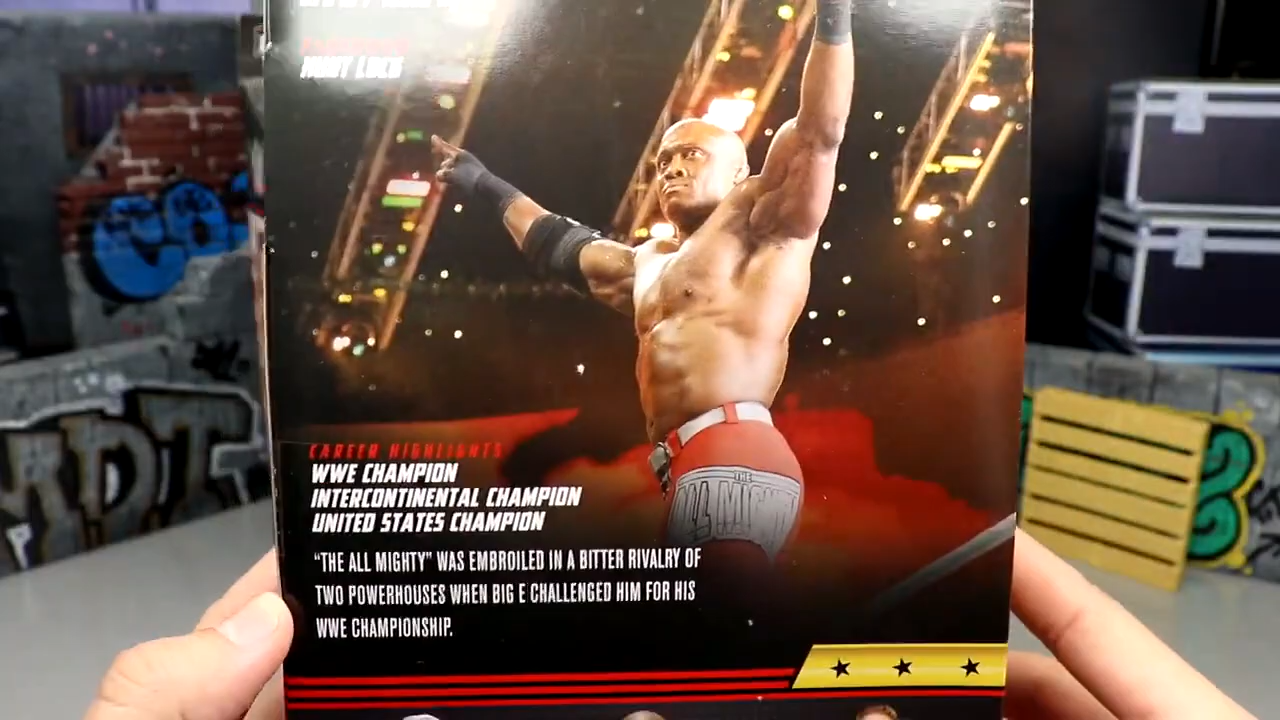 CAREER HIGHLIGHTS
WWE CHAMPION
INTERCONTINENTAL CHAMPION
UNITED STATES CHAMPION
"THE ALL MIGHTY" WAS EMBROILED IN A BITTER RIVALRY OF
TWO POWERHOUSES WHEN BIG E CHALLENGED HIM FOR HIS
WWE CHAMPIONSHIP.
THE